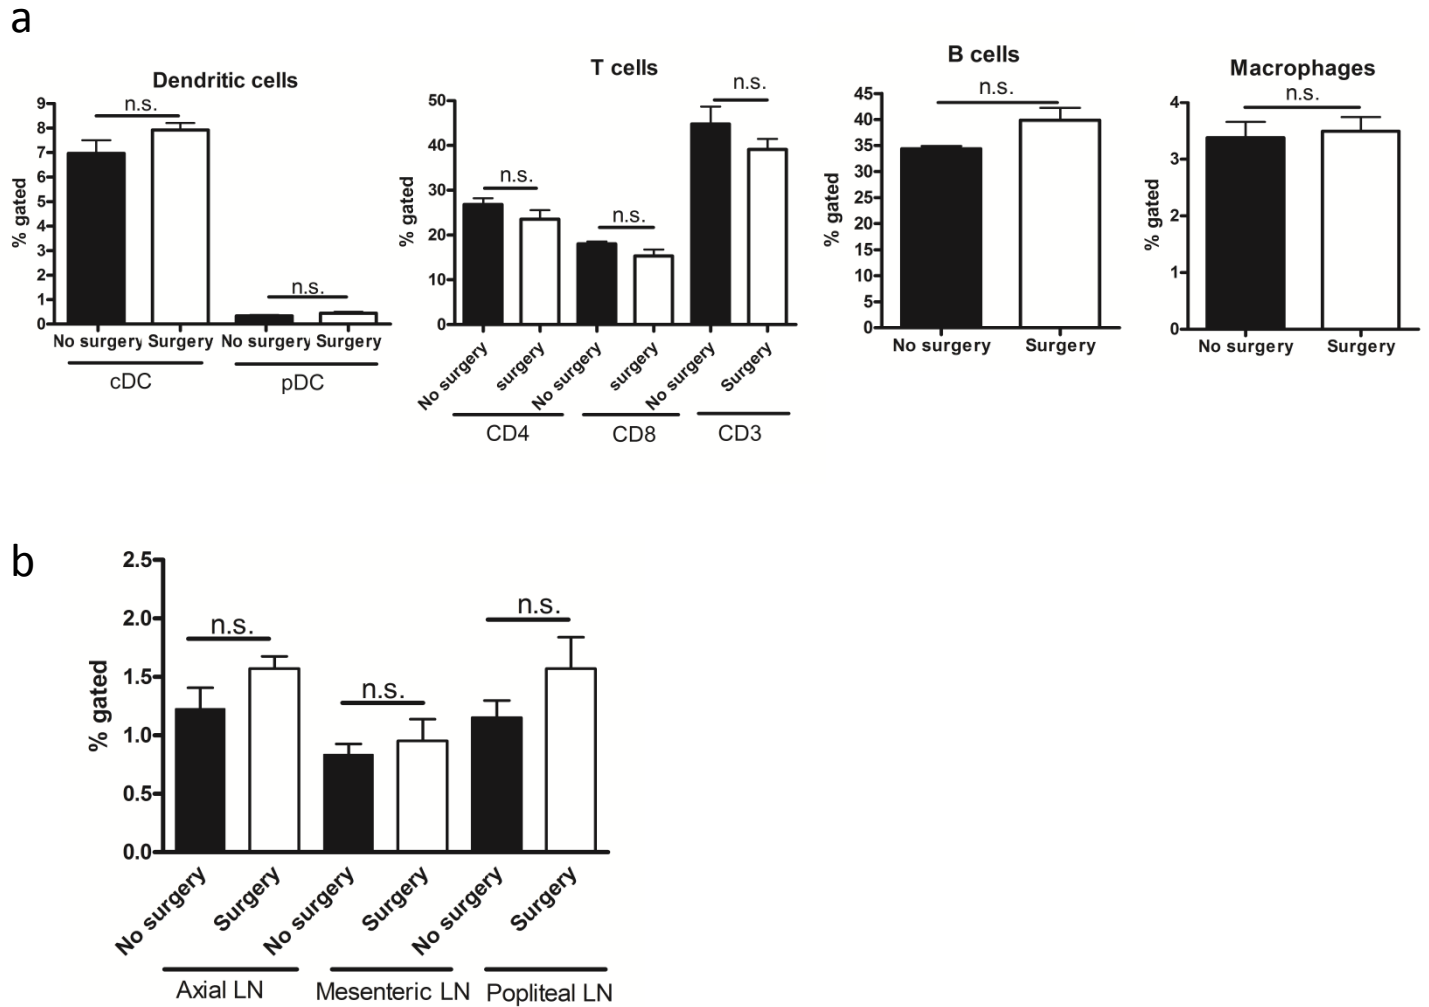 a
Dendritic cells
n.s.
n.s.
% gated
9
8
7
6
5
4
3
2
1
0
No surgery Surgery No surgery Surgery
cDC pDC
T cells
n.s.
n.s.
n.s.
% gated
50
40
30
20
10
0
No surgery surgery No surgery surgery No surgery Surgery
CD4 CD8 CD3
B cells
n.s.
% gated
45
40
35
30
25
20
15
10
5
0
No surgery Surgery
Macrophages
n.s.
% gated
4
3
2
1
0
No surgery Surgery
b
n.s.
n.s.
n.s.
% gated
2.5
2.0
1.5
1.0
0.5
0.0
No surgery Surgery No surgery Surgery No surgery Surgery
Axial LN Mesenteric LN Popliteal LN